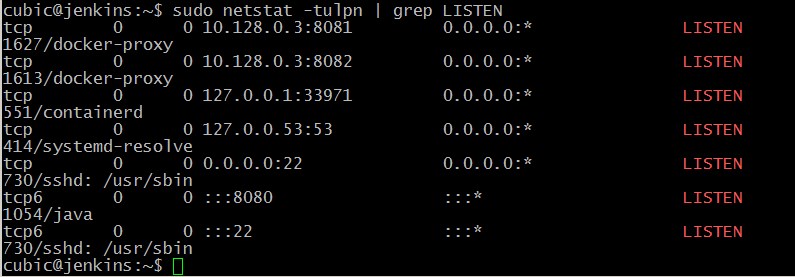 cubic@jenkins:~$ sudo netstat -tulpn | grep LISTEN
tcp        0      0 10.128.0.3:8081         0.0.0.0:*               LISTEN
1627/docker-proxy
tcp        0      0 10.128.0.3:8082         0.0.0.0:*               LISTEN
1613/docker-proxy
tcp        0      0 127.0.0.1:33971         0.0.0.0:*               LISTEN
551/containerd
tcp        0      0 127.0.0.53:53           0.0.0.0:*               LISTEN
414/systemd-resolve
tcp        0      0 0.0.0.0:22              0.0.0.0:*               LISTEN
730/sshd: /usr/sbin
tcp6       0      0 :::8080                 :::*                    LISTEN
1054/java
tcp6       0      0 :::22                   :::*                    LISTEN
730/sshd: /usr/sbin
cubic@jenkins:~$